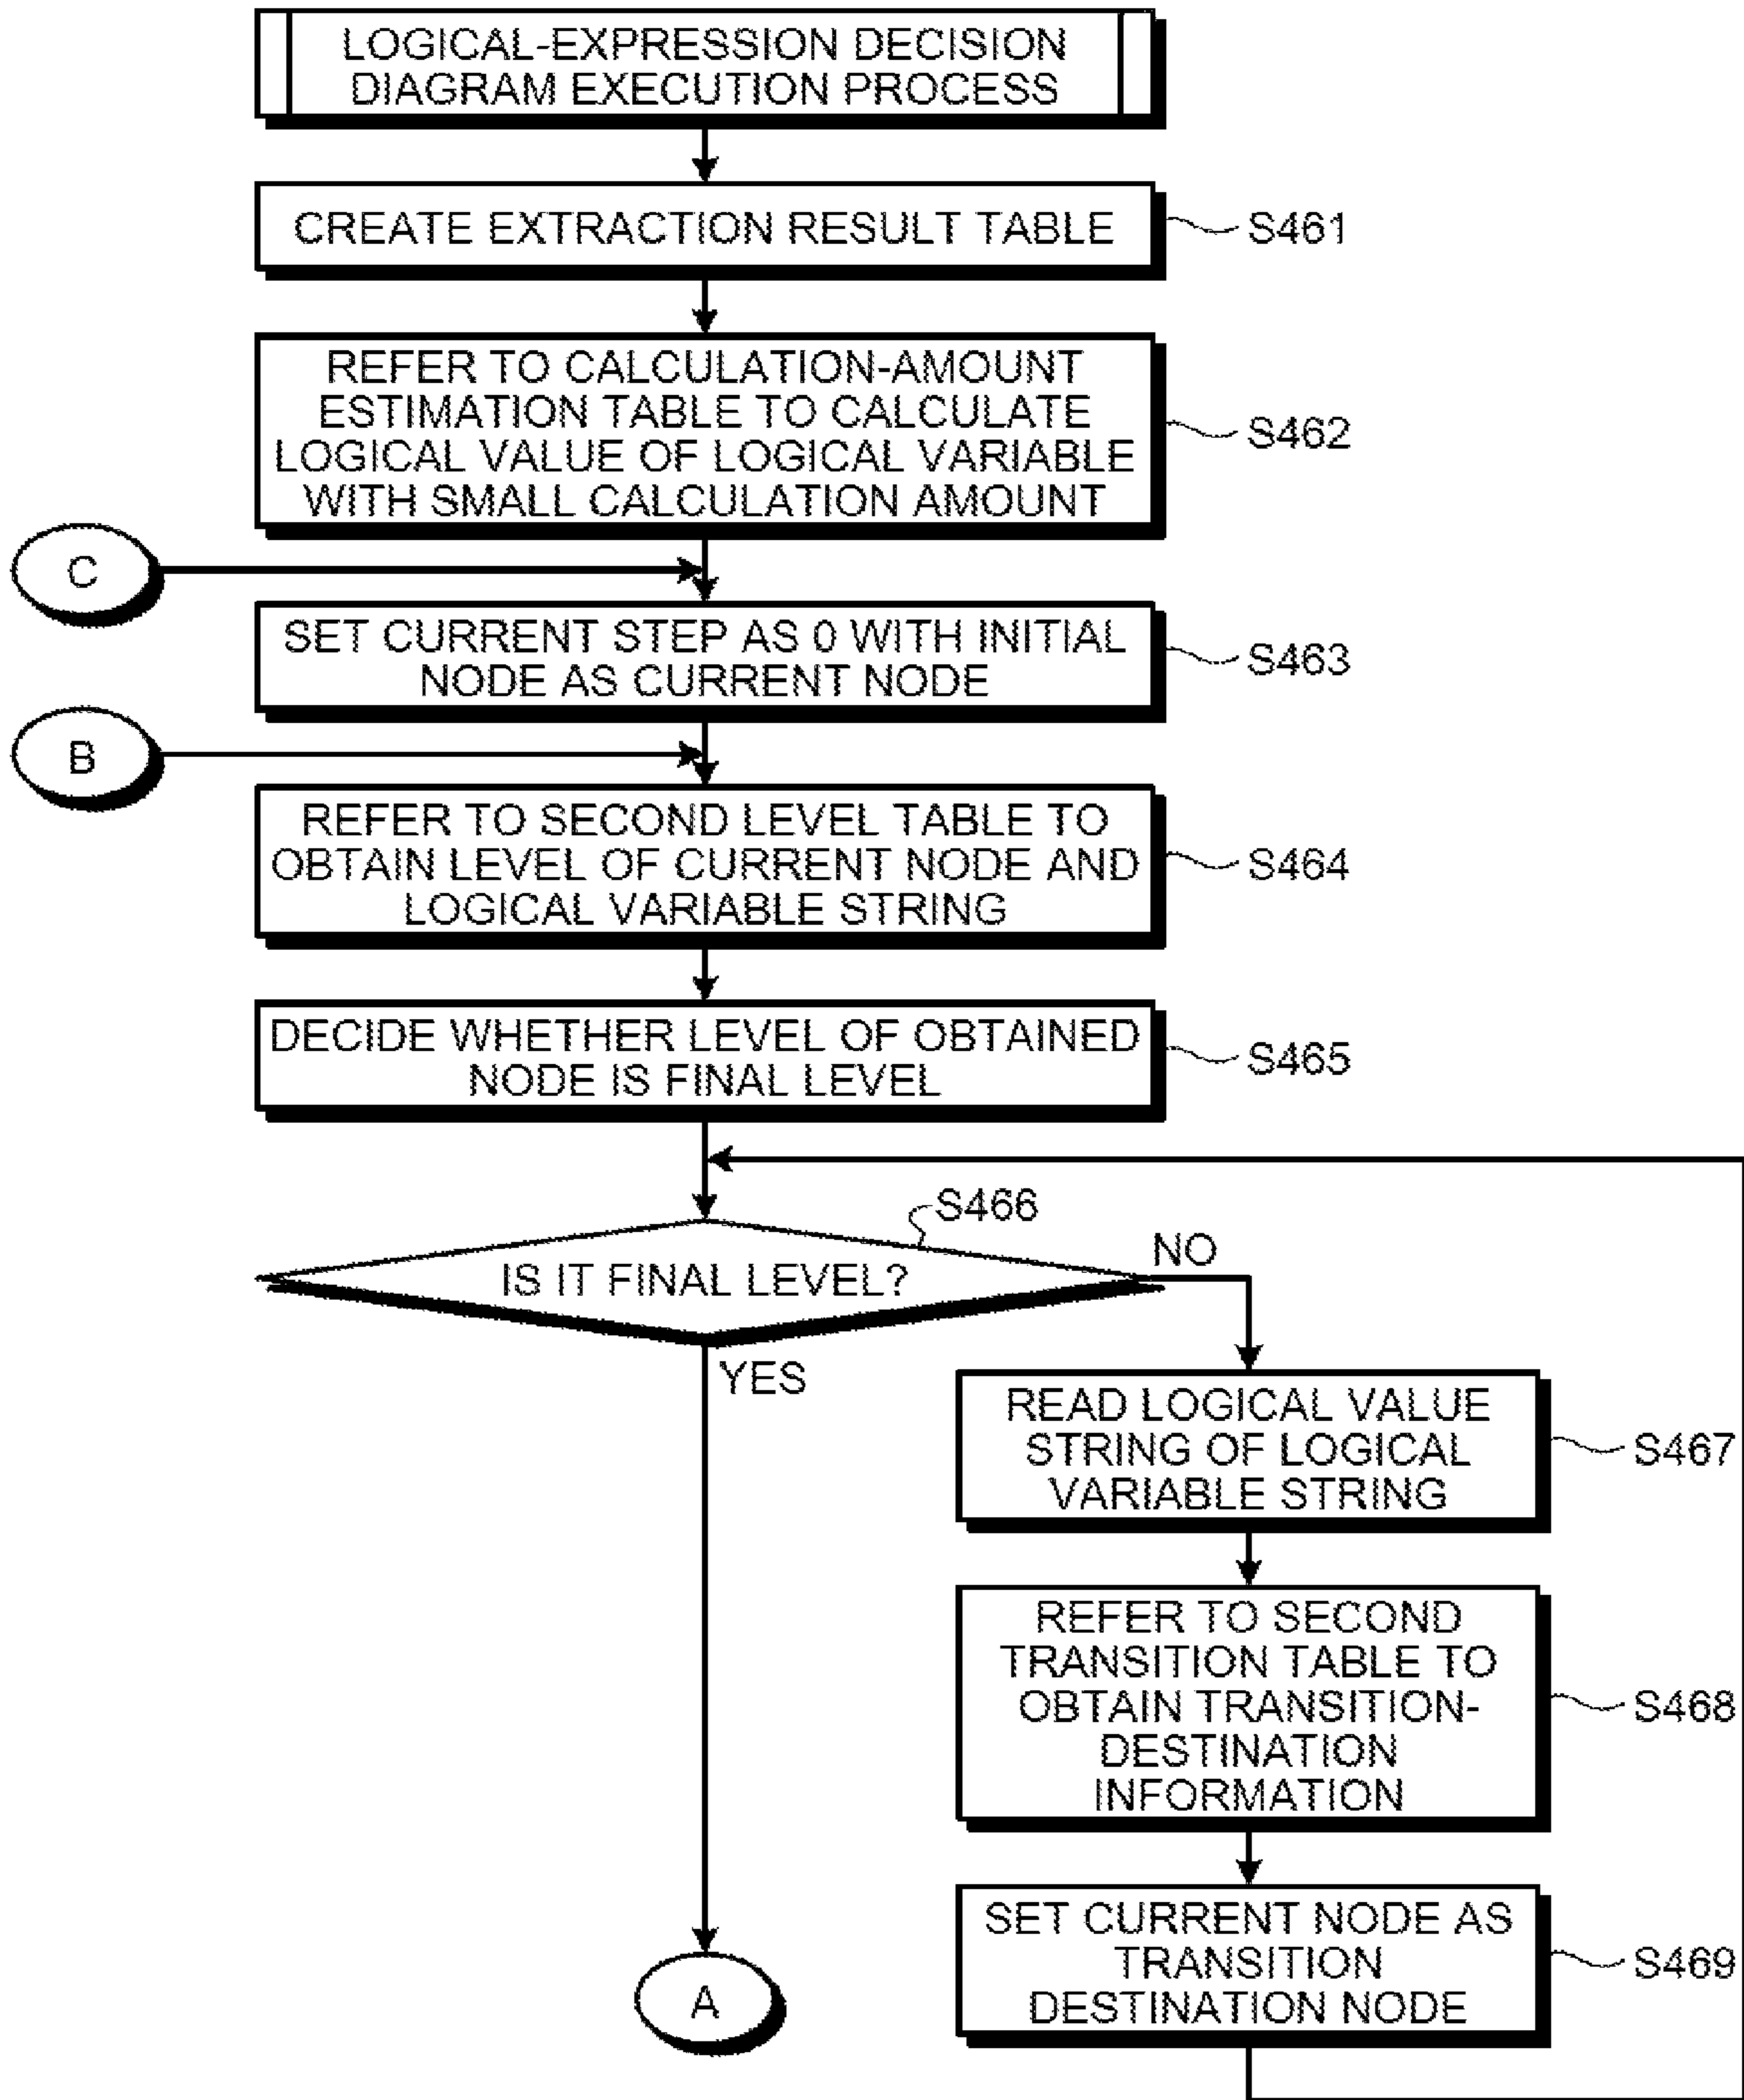 LOGICAL-EXPRESSION DECISION
DIAGRAM EXECUTION PROCESS
CREATE EXTRACTION RESULT TABLE
S461
REFER TO CALCULATION-AMOUNT
ESTIMATION TABLE TO CALCULATE
LOGICAL VALUE OF LOGICAL VARIABLE
WITH SMALL CALCULATION AMOUNT
S462
C
SET CURRENT STEP AS 0 WITH INITIAL
NODE AS CURRENT NODE
S463
B
REFER TO SECOND LEVEL TABLE TO
OBTAIN LEVEL OF CURRENT NODE AND
LOGICAL VARIABLE STRING
S464
DECIDE WHETHER LEVEL OF OBTAINED
NODE IS FINAL LEVEL
S465
S466
IS IT FINAL LEVEL?
NO
YES
READ LOGICAL VALUE
STRING OF LOGICAL
VARIABLE STRING
S467
REFER TO SECOND
TRANSITION TABLE TO
OBTAIN TRANSITION-
DESTINATION
INFORMATION
S468
SET CURRENT NODE AS
TRANSITION
DESTINATION NODE
S469
A